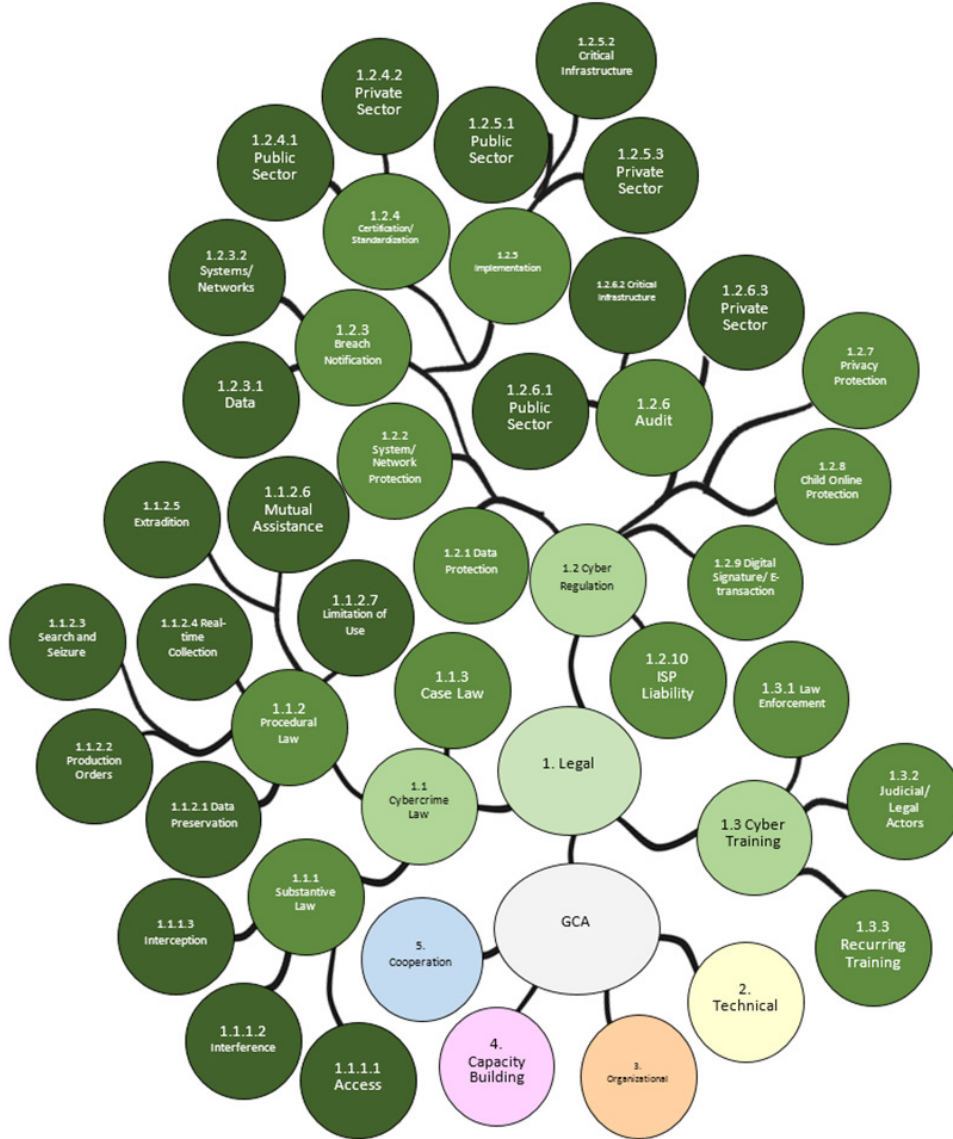 1.2.5.2
Critical
Infrastructure
1.2.4.2
Private
Sector
1.2.5.1
Public
Sector
1.2.4.1
Public
Sector
1.2.5.3
Private
Sector
1.2.4
Certification/
Standardization
1.2.5
Implementation
1.2.3.2
Systems/
Networks
1.2.6.2 Critical
Infrastructure
1.2.6.3
Private
Sector
1.2.3
Breach
Notification
1.2.7
Privacy
Protection
1.2.3.1
Data
1.2.6.1
Public
Sector
1.2.6
Audit
1.2.2
System/
Network
Protection
1.2.8
Child Online
Protection
1.1.2.5
Extradition
1.1.2.6
Mutual
Assistance
1.2.1 Data
Protection
1.2 Cyber
Regulation
1.2.9 Digital
Signature/ E-
transaction
1.1.2.7
Limitation of
Use
1.1.2.3
Search and
Seizure
1.1.2.4 Real-
time
Collection
1.1.3
Case Law
1.2.10
ISP
Liability
1.3.1 Law
Enforcement
1.1.2
Procedural
Law
1.1.2.2
Production
Orders
1. Legal
1.1.2.1 Data
Preservation
1.1
Cybercrime
Law
1.3 Cyber
Training
1.3.2
Judicial/
Legal
Actors
1.1.1
Substantive
Law
1.1.1.3
Interception
GCA
5.
Cooperation
1.3.3
Recurring
Training
2.
Technical
1.1.1.2
Interference
1.1.1.1
Access
4.
Capacity
Building
3.
Organizational